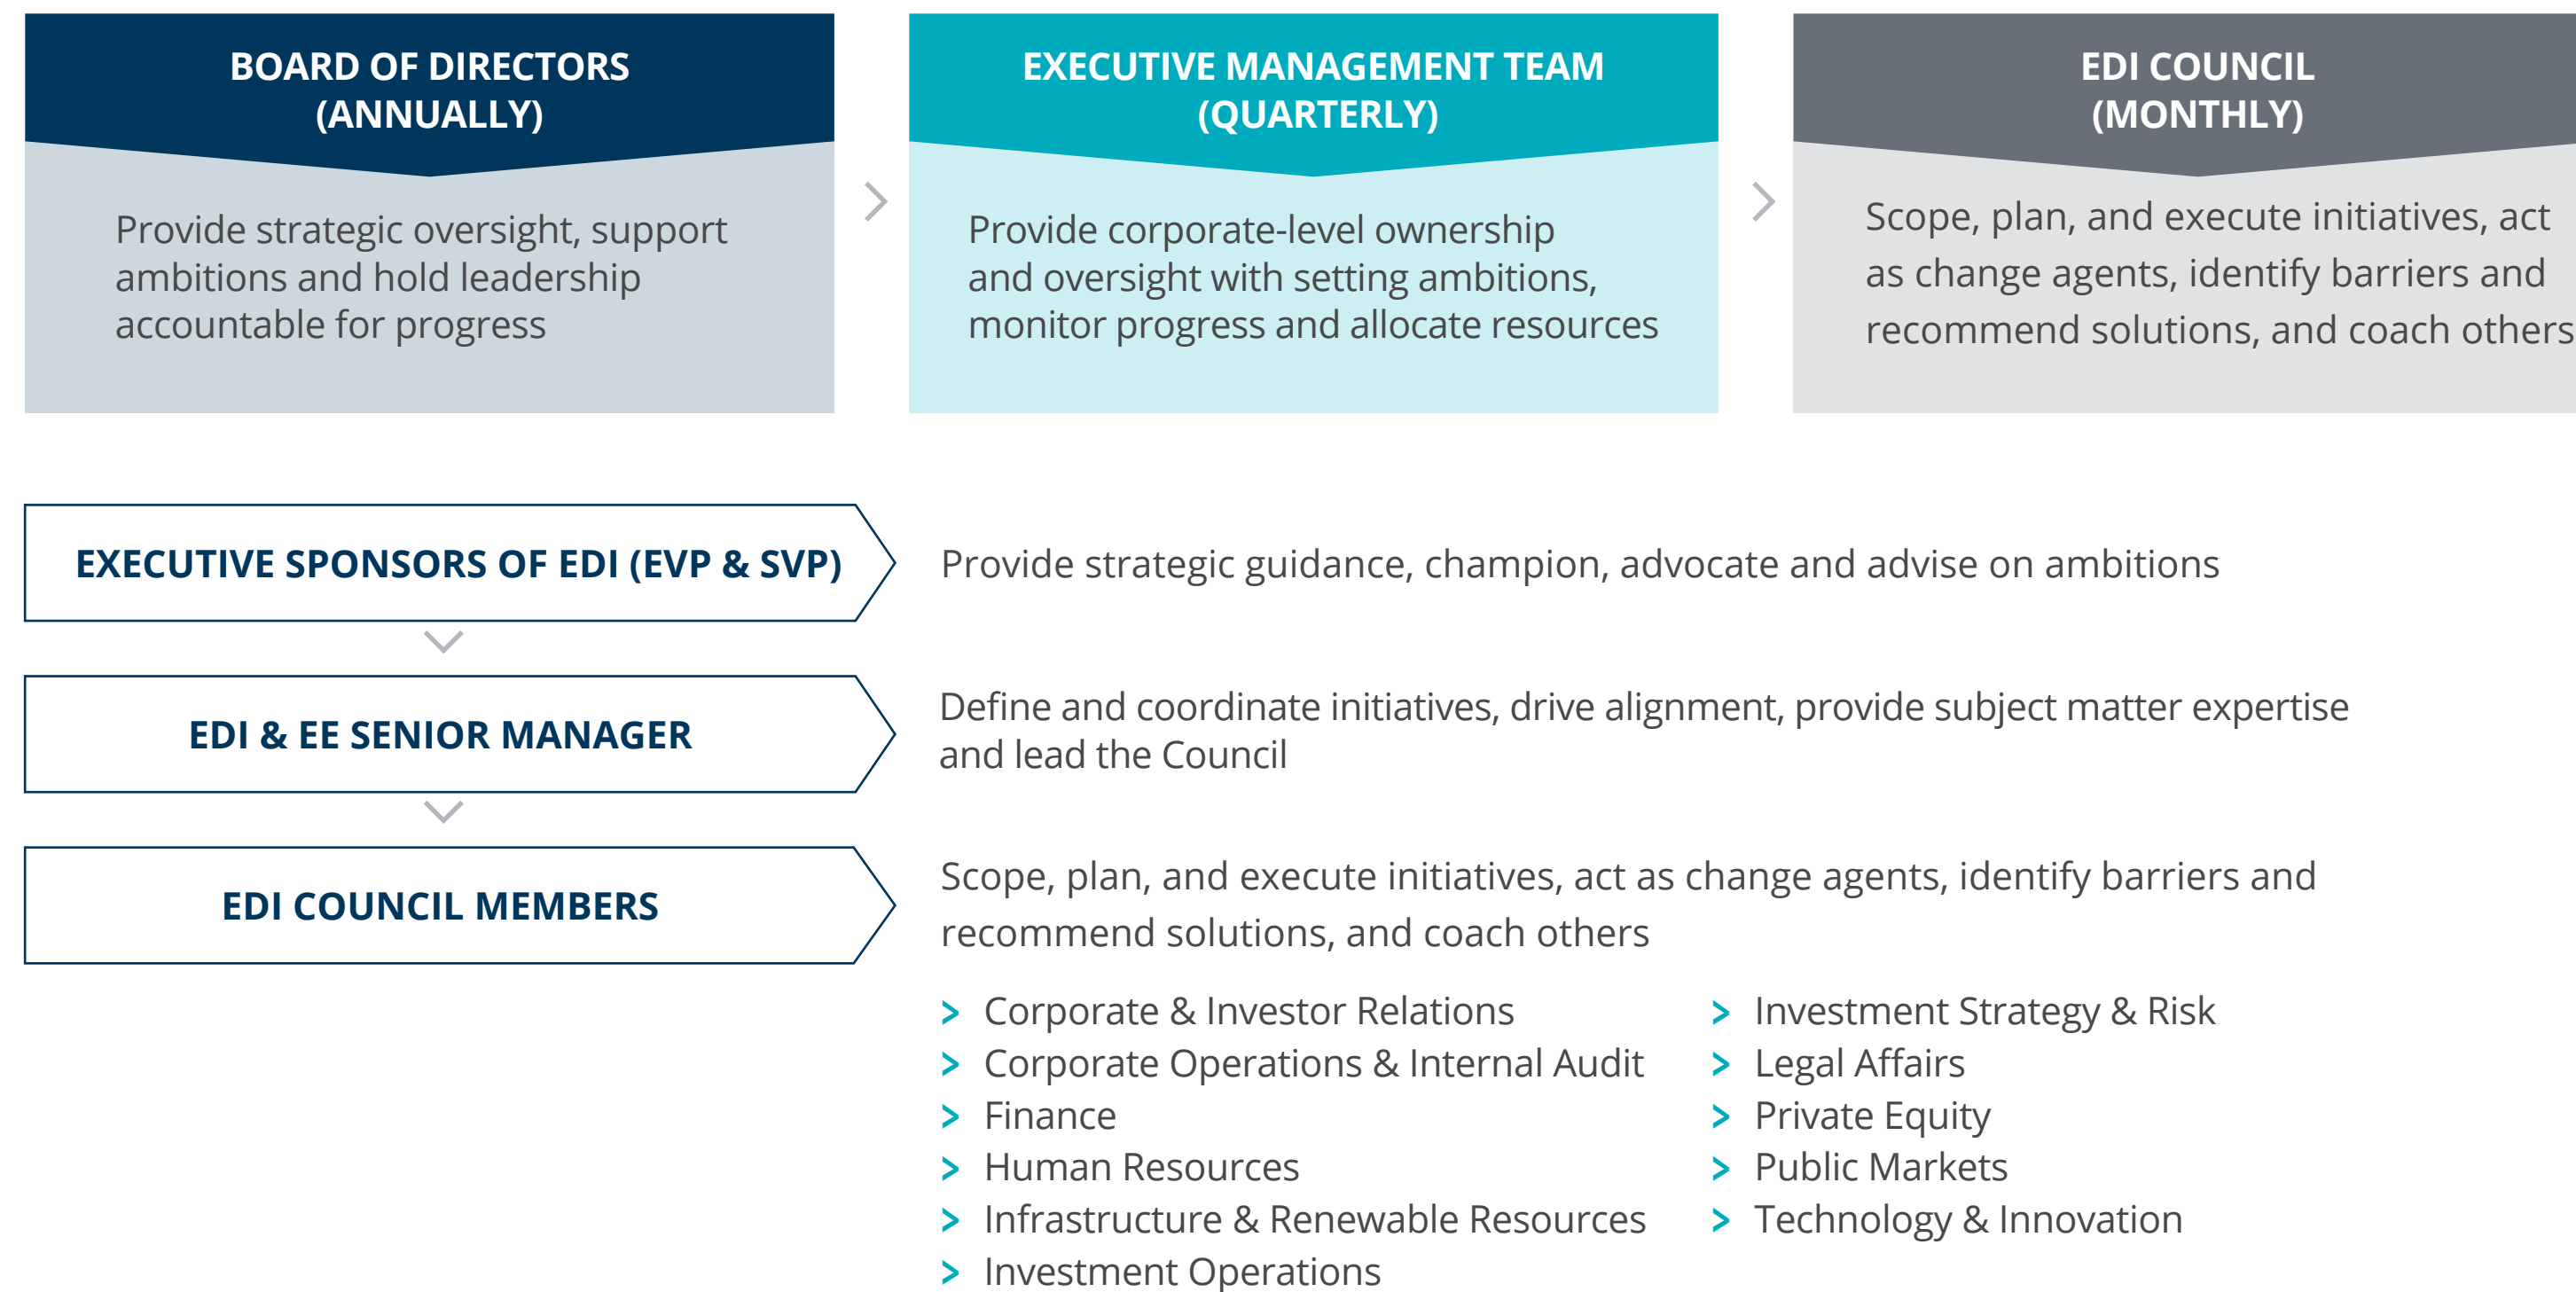 BOARD OF DIRECTORS
(ANNUALLY)
Provide strategic oversight, support
ambitions and hold leadership
accountable for progress
EXECUTIVE MANAGEMENT TEAM
(QUARTERLY)
Provide corporate-level ownership
and oversight with setting ambitions,
monitor progress and allocate resources
EDI COUNCIL
(MONTHLY)
Scope, plan, and execute initiatives, act
as change agents, identify barriers and
recommend solutions, and coach others
EXECUTIVE SPONSORS OF EDI (EVP & SVP)
Provide strategic guidance, champion, advocate and advise on ambitions
EDI & EE SENIOR MANAGER
Define and coordinate initiatives, drive alignment, provide subject matter expertise
and lead the Council
EDI COUNCIL MEMBERS
Scope, plan, and execute initiatives, act as change agents, identify barriers and
recommend solutions, and coach others
> Corporate & Investor Relations
> Corporate Operations & Internal Audit
> Finance
> Human Resources
> Infrastructure & Renewable Resources
> Investment Operations
> Investment Strategy & Risk
> Legal Affairs
> Private Equity
> Public Markets
> Technology & Innovation